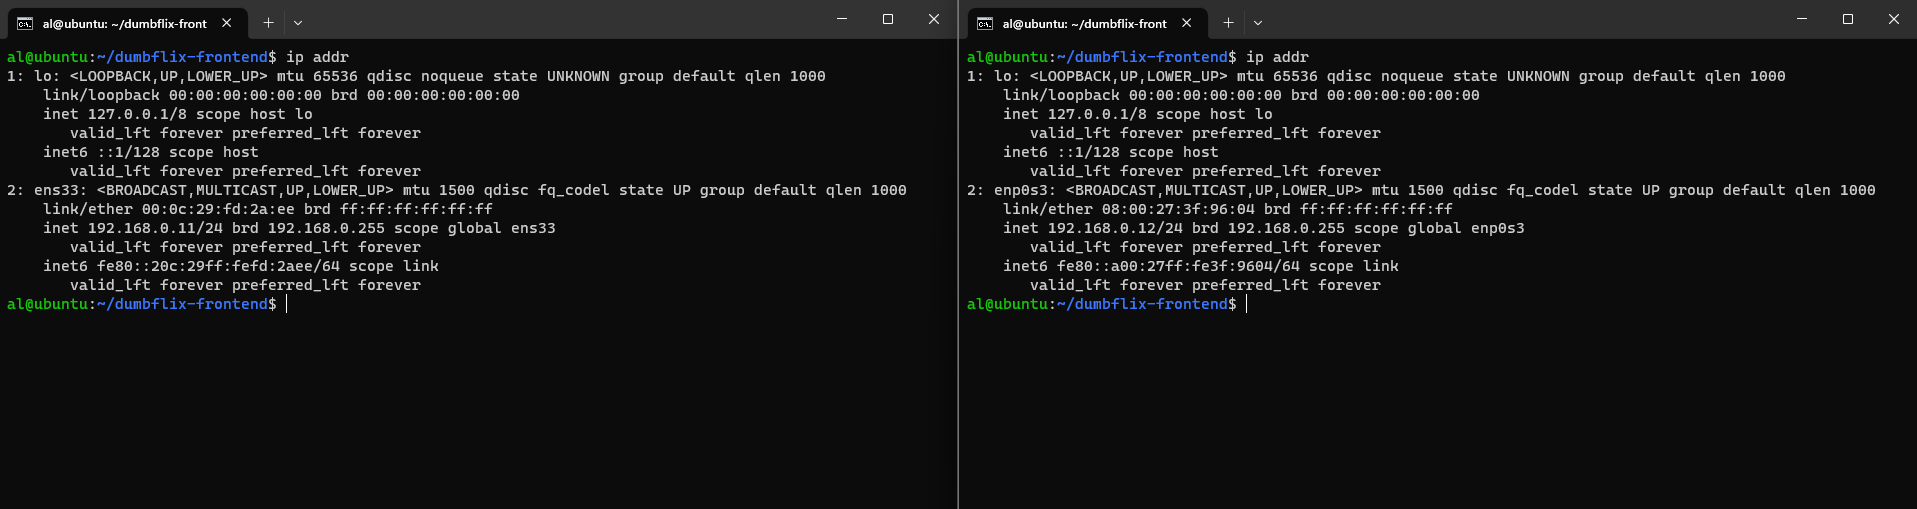 al@ubuntu: ~/dumbflix-front
al@ubuntu:~/dumbflix-frontend$ ip addr
1: lo: <LOOPBACK,UP,LOWER_UP> mtu 65536 qdisc noqueue state UNKNOWN group default qlen 1000
    link/loopback 00:00:00:00:00:00 brd 00:00:00:00:00:00
    inet 127.0.0.1/8 scope host lo
       valid_lft forever preferred_lft forever
    inet6 ::1/128 scope host
       valid_lft forever preferred_lft forever
2: ens33: <BROADCAST,MULTICAST,UP,LOWER_UP> mtu 1500 qdisc fq_codel state UP group default qlen 1000
    link/ether 00:0c:29:fd:2a:ee brd ff:ff:ff:ff:ff:ff
    inet 192.168.0.11/24 brd 192.168.0.255 scope global ens33
       valid_lft forever preferred_lft forever
    inet6 fe80::20c:29ff:fefd:2aee/64 scope link
       valid_lft forever preferred_lft forever
al@ubuntu:~/dumbflix-frontend$
al@ubuntu: ~/dumbflix-front
al@ubuntu:~/dumbflix-frontend$ ip addr
1: lo: <LOOPBACK,UP,LOWER_UP> mtu 65536 qdisc noqueue state UNKNOWN group default qlen 1000
    link/loopback 00:00:00:00:00:00 brd 00:00:00:00:00:00
    inet 127.0.0.1/8 scope host lo
       valid_lft forever preferred_lft forever
    inet6 ::1/128 scope host
       valid_lft forever preferred_lft forever
2: enp0s3: <BROADCAST,MULTICAST,UP,LOWER_UP> mtu 1500 qdisc fq_codel state UP group default qlen 1000
    link/ether 08:00:27:3f:96:04 brd ff:ff:ff:ff:ff:ff
    inet 192.168.0.12/24 brd 192.168.0.255 scope global enp0s3
       valid_lft forever preferred_lft forever
    inet6 fe80::a00:27ff:fe3f:9604/64 scope link
       valid_lft forever preferred_lft forever
al@ubuntu:~/dumbflix-frontend$